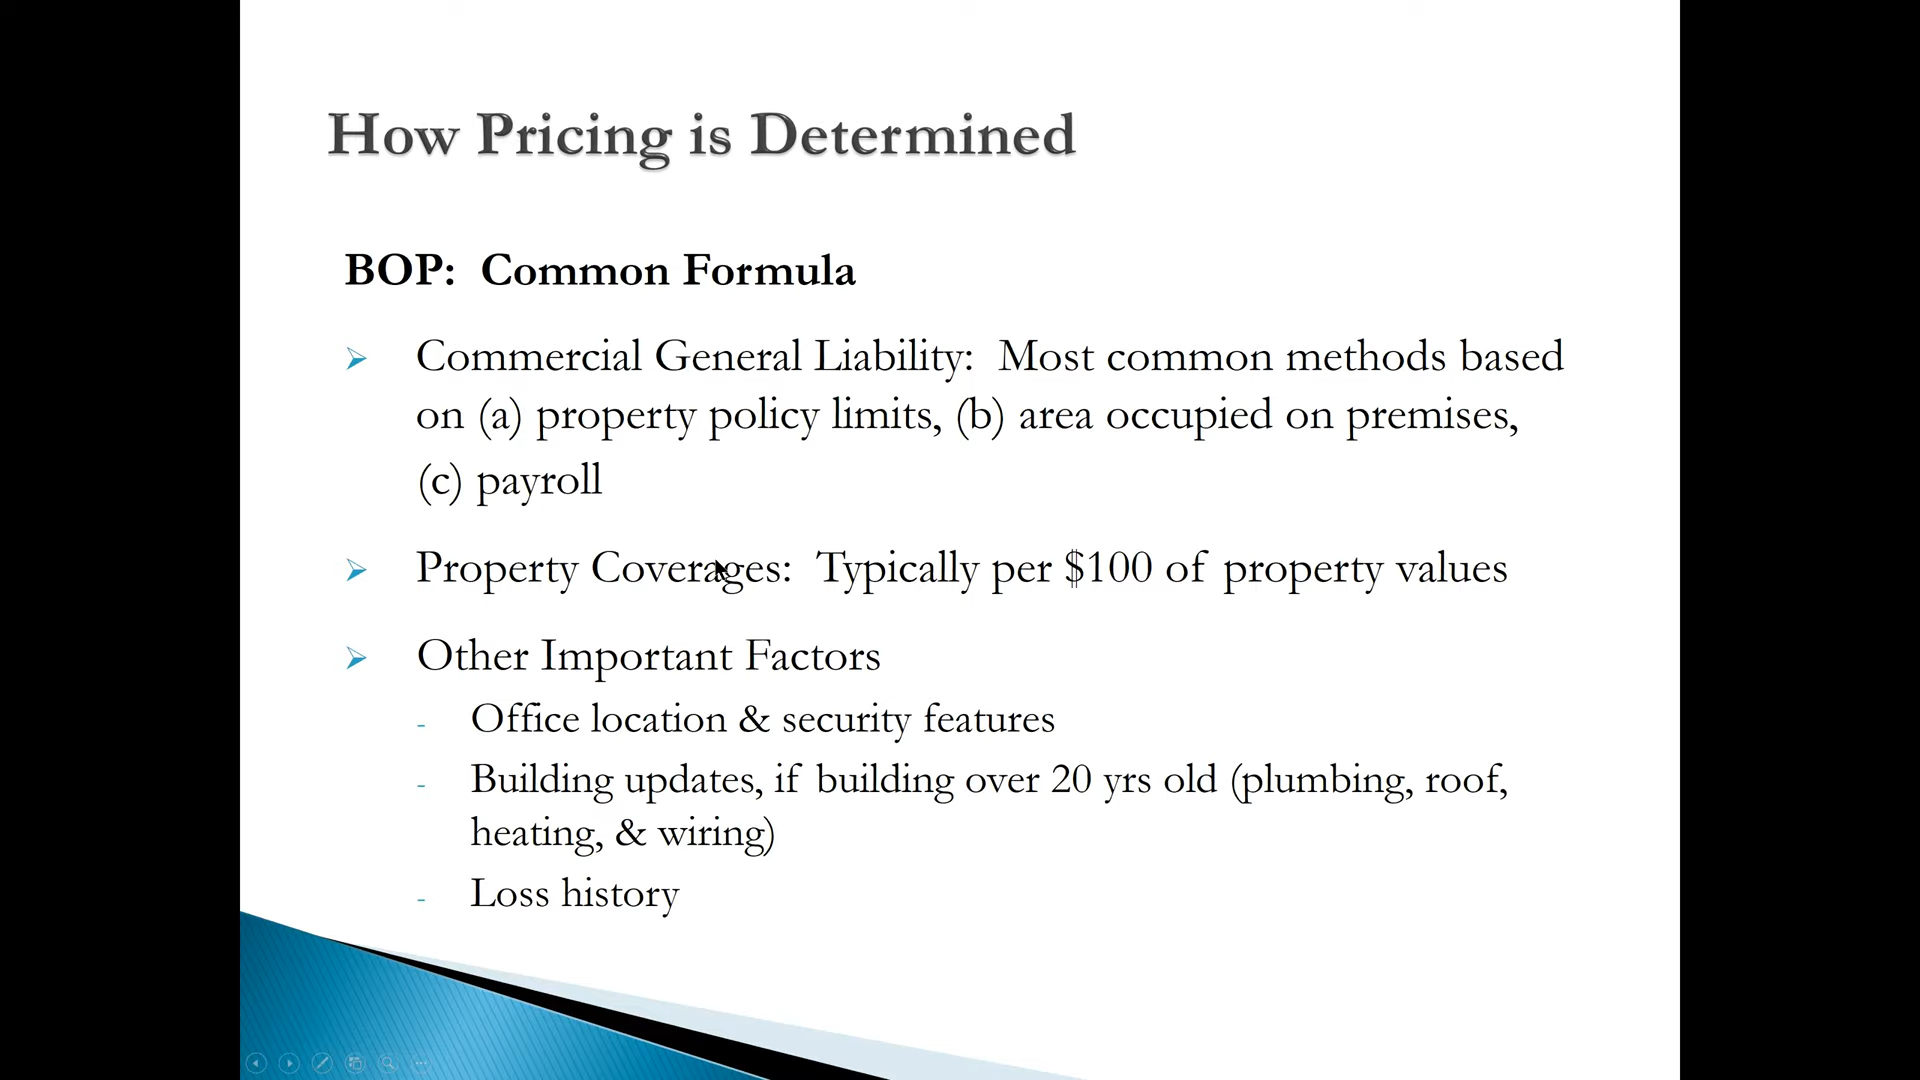 How Pricing is Determined
BOP: Common Formula
Commercial General Liability: Most common methods based
on (a) property policy limits, (b) area occupied on premises,
(c) payroll
Property Coverages: Typically per $100 of property values
Other Important Factors
- Office location & security features
- Building updates, if building over 20 yrs old (plumbing, roof,
heating, & wiring)
- Loss history